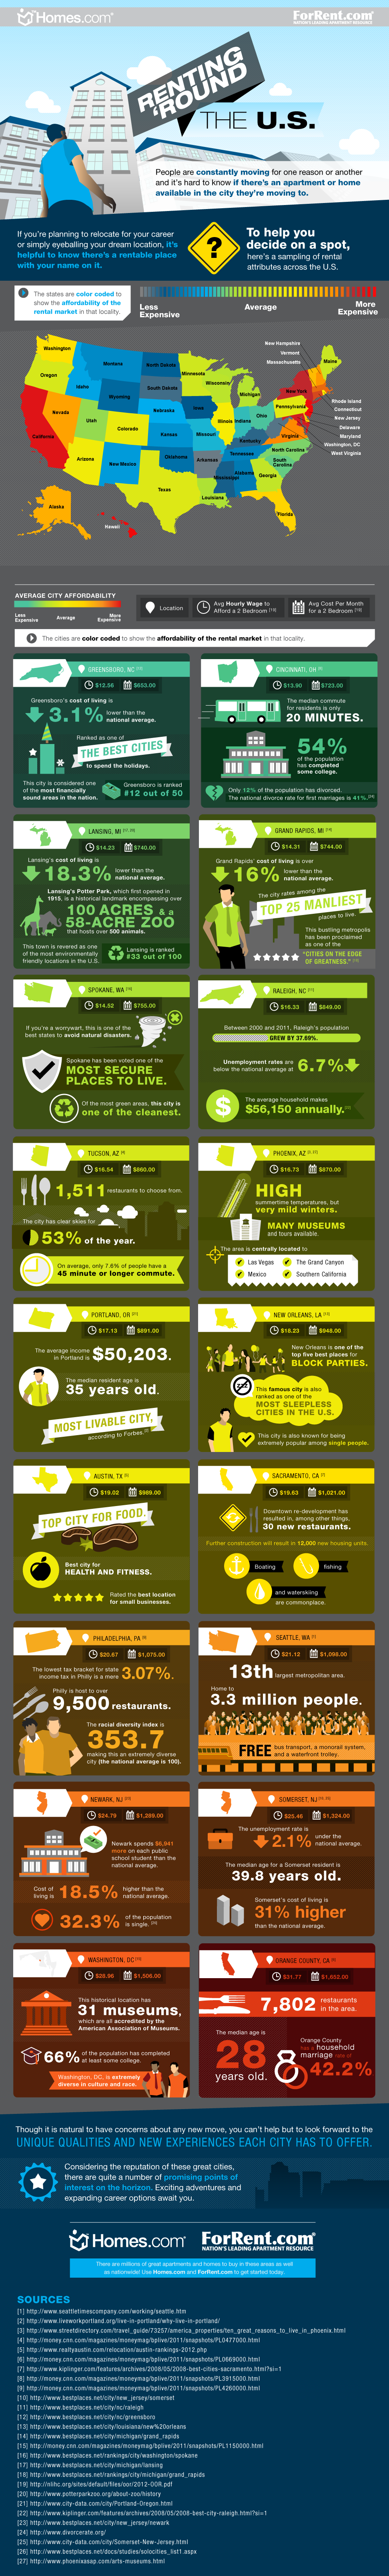 Homes.com®
ForRent.com®
NATION'S LEADING APARTMENT RESOURCE
RENTING
AROUND
THE U.S.
People are constantly moving for one reason or another
and it's hard to know if there's an apartment or home
available in the city they're moving to.
If you're planning to relocate for your career
or simply eyeballing your dream location, it's
helpful to know there's a rentable place
with your name on it.
?
To help you
decide on a spot,
here's a sampling of rental
attributes across the U.S.
The states are color coded to
show the affordability of the
rental market in that locality.
Less
Expensive
Average
More
Expensive
Washington
Oregon
California
Nevada
Idaho
Montana
Wyoming
Utah
Arizona
Colorado
New Mexico
North Dakota
South Dakota
Nebraska
Kansas
Oklahoma
Texas
Minnesota
Iowa
Missouri
Arkansas
Louisiana
Wisconsin
Illinois
Indiana
Michigan
Ohio
Kentucky
Tennessee
Mississippi
Alabama
Georgia
Florida
South
Carolina
North Carolina
Virginia
Pennsylvania
New York
Maine
New Hampshire
Vermont
Massachusetts
Rhode Island
Connecticut
New Jersey
Delaware
Maryland
Washington, DC
West Virginia
Alaska
Hawaii
AVERAGE CITY AFFORDABILITY
Less
Expensive
Average
More
Expensive
Location
Avg Hourly Wage to
Afford a 2 Bedroom [19]
Avg Cost Per Month
for a 2 Bedroom [19]
The cities are color coded to show the affordability of the rental market in that locality.
GREENSBORO, NC [12]
$12.56
$653.00
Greensboro's cost of living is
3.1% lower than the
national average.
Ranked as one of
THE BEST CITIES
to spend the holidays.
This city is considered one
of the most financially
sound areas in the nation.
Greensboro is ranked
#12 out of 50
CINCINNATI, OH
$13.90
$723.00
The median commute
for residents is only
20 MINUTES.
54%
of the population
has completed
some college.
Only 12% of the population has divorced.
The national divorce rate for first marriages is 41%. [24]
LANSING, MI [17, 20]
$14.23
$740.00
Lansing's cost of living is
18.3% lower than the
national average.
Lansing's Potter Park, which first opened in
1915, is a historical landmark encompassing over
100 ACRES & a
58-ACRE ZOO
that hosts over 500 animals.
This town is revered as one
of the most environmentally
friendly locations in the U.S.
Lansing is ranked
#33 out of 100
GRAND RAPIDS, MI
$14.31
$744.00
Grand Rapids' cost of living is over
16% lower than the
national average.
The city rates among the
TOP 25 MANLIEST
places to live.
This bustling metropolis
has been proclaimed
as one of the
"CITIES ON THE EDGE
OF GREATNESS."
SPOKANE, WA [16]
$14.52
$755.00
If you're a worrywart, this is one of the
best states to avoid natural disasters.
Spokane has been voted one of the
MOST SECURE
PLACES TO LIVE.
Of the most green areas, this city is
one of the cleanest.
RALEIGH, NC [11]
$16.33
$849.00
Between 2000 and 2011, Raleigh's population
GREW BY 37.69%.
Unemployment rates are
below the national average at
6.7%
$
The average household makes
$56,150 annually.
TUCSON, AZ
$16.54
$860.00
1,511 restaurants to choose from.
The city has clear skies for
53% of the year.
On average, only 7.6% of people have a
45 minute or longer commute.
PHOENIX, AZ
$16.73
$870.00
HIGH
summertime temperatures, but
very mild winters.
MANY MUSEUMS
and tours available.
The area is centrally located to
Las Vegas
The Grand Canyon
Mexico
Southern California
PORTLAND, OR [21]
$17.13
$891.00
The average income
in Portland is
$50,203.
The median resident age is
35 years old.
MOST LIVABLE CITY,
according to Forbes.
NEW ORLEANS, LA [13]
$18.23
$948.00
New Orleans is one of the
top five best places for
BLOCK PARTIES.
ZZZ
This famous city is also
ranked as one of the
MOST SLEEPLESS
CITIES IN THE U.S.
This city is also known for being
extremely popular among single people.
AUSTIN, TX
$19.02
$989.00
TOP CITY FOR FOOD.
Best city for
HEALTH AND FITNESS.
Rated the best location
for small businesses.
SACRAMENTO, CA [7]
$19.63
$1,021.00
Downtown re-development has
resulted in, among other things,
30 new restaurants.
Further construction will result in 12,000 new housing units.
Boating
fishing
and waterskiing
are commonplace.
PHILADELPHIA, PA
$20.67
$1,075.00
The lowest tax bracket for state
income tax in Philly is a mere
3.07%.
Philly is host to over
9,500 restaurants.
The racial diversity index is
353.7
making this an extremely diverse
city (the national average is 100).
SEATTLE, WA
$21.12
$1,098.00
13th largest metropolitan area.
Home to
3.3 million people.
FREE bus transport, a monorail system,
and a waterfront trolley.
NEWARK, NJ [23]
$24.79
$1,289.00
Newark spends $6,941
more on each public
school student than the
national average.
Cost of
living is
18.5% higher than the
national average.
32.3% of the population
is single.
SOMERSET, NJ [10, 25]
$25.46
$1,324.00
The unemployment rate is
2.1% under the
national average.
The median age for a Somerset resident is
39.8 years old.
Somerset's cost of living is
31% higher
than the national average.
WASHINGTON, DC
$28.96
$1,506.00
This historical location has
31 museums,
which are all accredited by the
American Association of Museums.
66% of the population has completed
at least some college.
Washington, DC, is extremely
diverse in culture and race.
ORANGE COUNTY, CA
$31.77
$1,652.00
7,802 restaurants
in the area.
The median age is
28
years old.
Orange County
has a household
marriage rate of
42.2%
Though it is natural to have concerns about any new move, you can't help but to look forward to the
UNIQUE QUALITIES AND NEW EXPERIENCES EACH CITY HAS TO OFFER.
Considering the reputation of these great cities,
there are quite a number of promising points of
interest on the horizon. Exciting adventures and
expanding career options await you.
Homes.com®
ForRent.com®
NATION'S LEADING APARTMENT RESOURCE
There are millions of great apartments and homes to buy in these areas as well
as nationwide! Use Homes.com and ForRent.com to get started today.
SOURCES
[1] http://www.seattletimescompany.com/working/seattle.htm
[2] http://www.liveworkportland.org/live-in-portland/why-live-in-portland/
[3] http://www.streetdirectory.com/travel_guide/73257/america_properties/ten_great_reasons_to_live_in_phoenix.html
[4] http://money.cnn.com/magazines/moneymag/bplive/2011/snapshots/PL0477000.html
[5] http://www.realtyaustin.com/relocation/austin-rankings-2012.php
[6] http://money.cnn.com/magazines/moneymag/bplive/2011/snapshots/PL0669000.html
[7] http://www.kiplinger.com/features/archives/2008/05/2008-best-cities-sacramento.html?si=1
[8] http://money.cnn.com/magazines/moneymag/bplive/2011/snapshots/PL3915000.html
[9] http://money.cnn.com/magazines/moneymag/bplive/2011/snapshots/PL4260000.html
[10] http://www.bestplaces.net/city/new_jersey/somerset
[11] http://www.bestplaces.net/city/nc/raleigh
[12] http://www.bestplaces.net/city/nc/greensboro
[13] http://www.bestplaces.net/city/louisiana/new%20orleans
[14] http://www.bestplaces.net/city/michigan/grand_rapids
[15] http://money.cnn.com/magazines/moneymag/bplive/2011/snapshots/PL1150000.html
[16] http://www.bestplaces.net/rankings/city/washington/spokane
[17] http://www.bestplaces.net/city/michigan/lansing
[18] http://www.bestplaces.net/rankings/city/michigan/grand_rapids
[19] http://nlihc.org/sites/default/files/oor/2012-OOR.pdf
[20] http://www.potterparkzoo.org/about-zoo/history
[21] http://www.city-data.com/city/Portland-Oregon.html
[22] http://www.kiplinger.com/features/archives/2008/05/2008-best-city-raleigh.html?si=1
[23] http://www.bestplaces.net/city/new_jersey/newark
[24] http://www.divorcerate.org/
[25] http://www.city-data.com/city/Somerset-New-Jersey.html
[26] http://www.bestplaces.net/docs/studies/solocities_list1.aspx
[27] http://www.phoenixasap.com/arts-museums.html